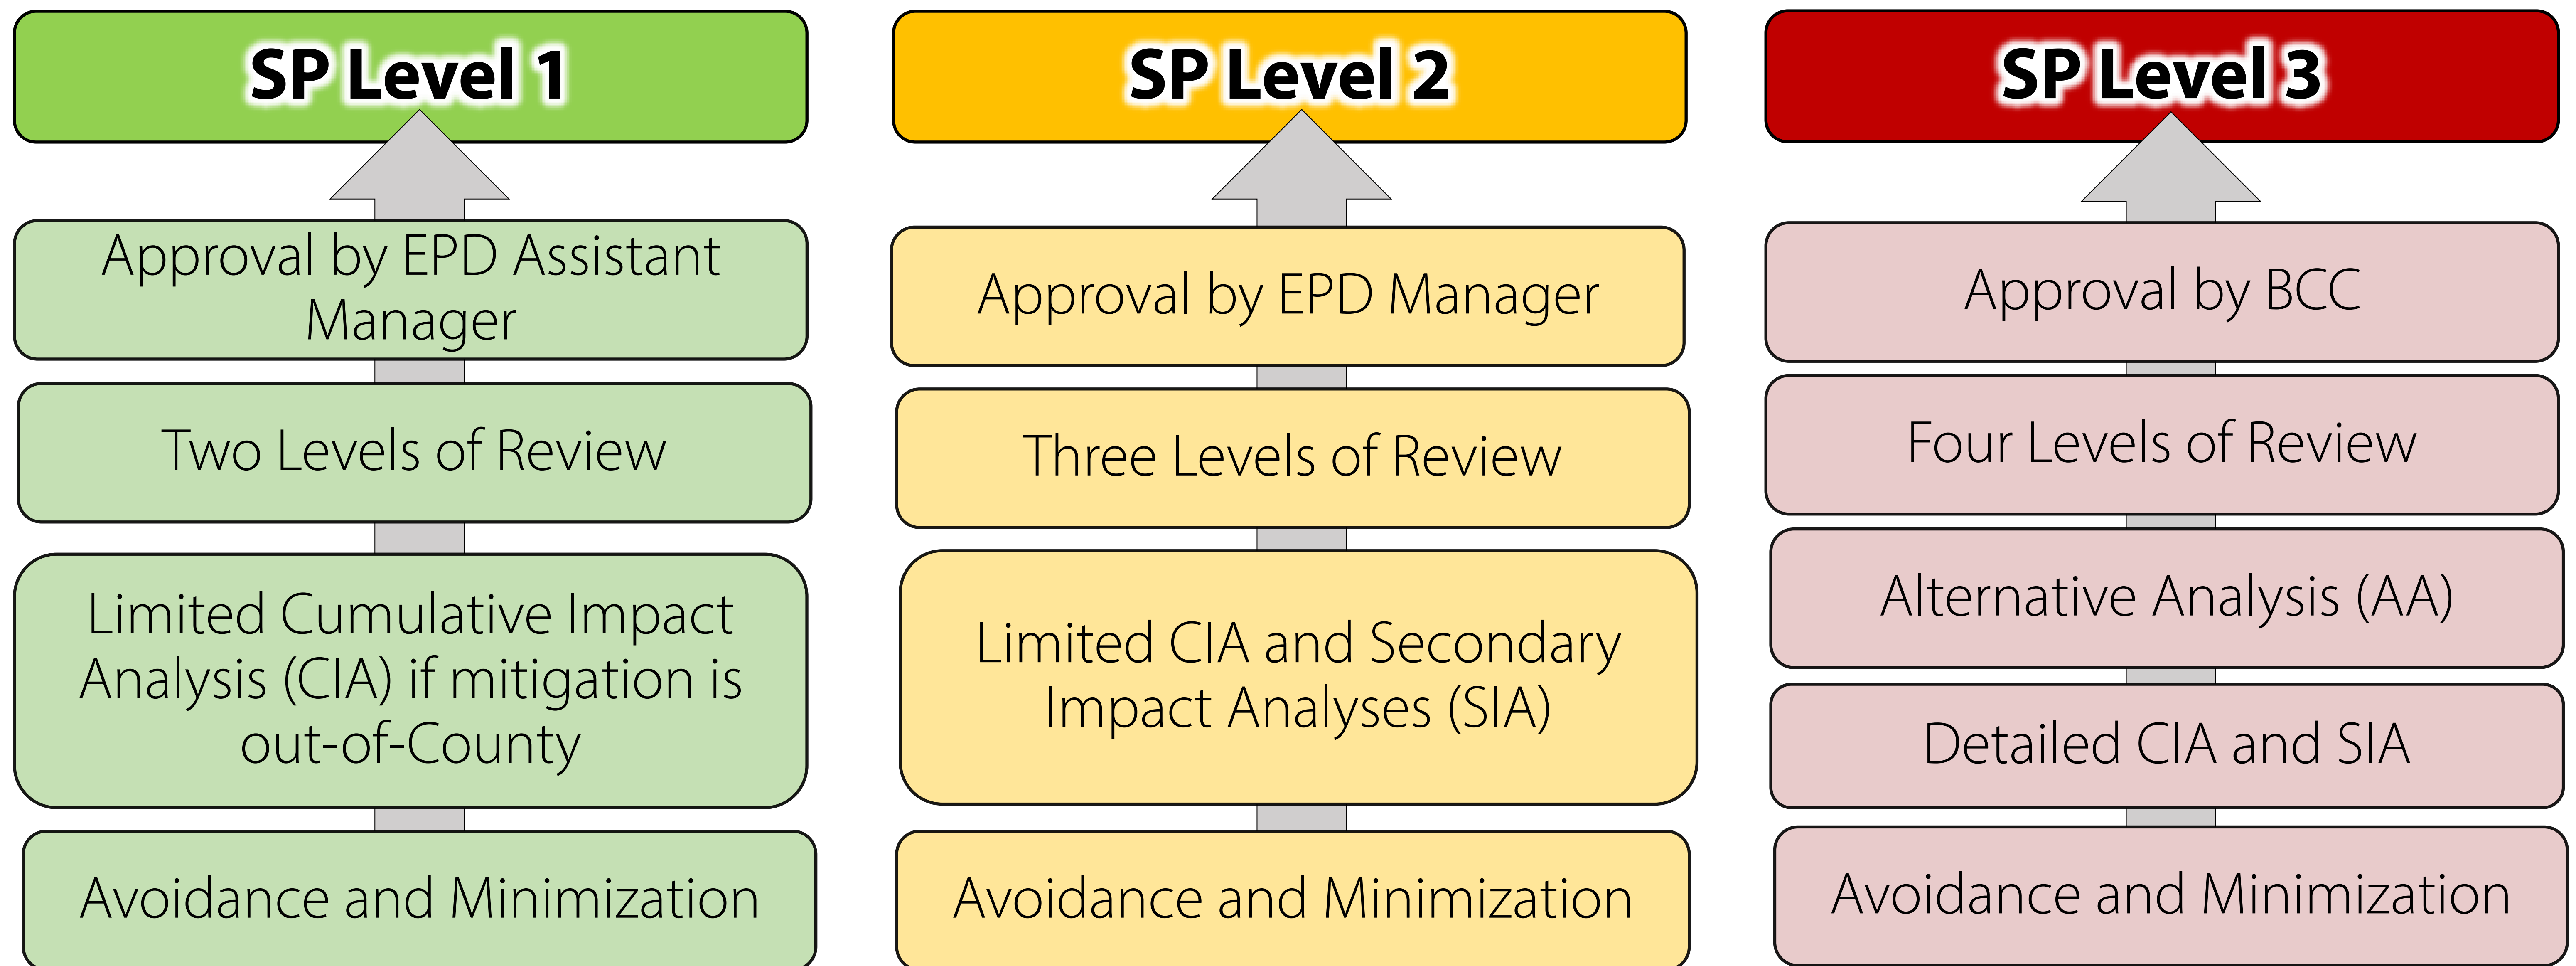 SP Level 1
Approval by EPD Assistant
Manager
Two Levels of Review
Limited Cumulative Impact
Analysis (CIA) if mitigation is
out-of-County
Avoidance and Minimization
SP Level 2
Approval by EPD Manager
Three Levels of Review
Limited CIA and Secondary
Impact Analyses (SIA)
Avoidance and Minimization
SP Level 3
Approval by BCC
Four Levels of Review
Alternative Analysis (AA)
Detailed CIA and SIA
Avoidance and Minimization